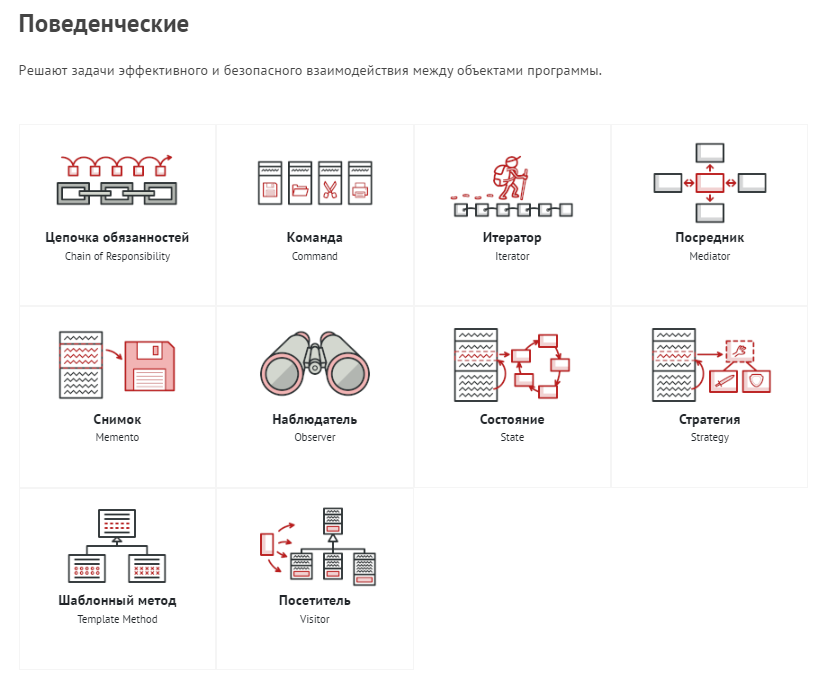 Поведенческие
Решают задачи эффективного и безопасного взаимодействия между объектами программы.
Цепочка обязанностей
Chain of Responsibility
Команда
Command
Итератор
Iterator
Посредник
Mediator
Снимок
Memento
Наблюдатель
Observer
Состояние
State
Стратегия
Strategy
Шаблонный метод
Template Method
Посетитель
Visitor